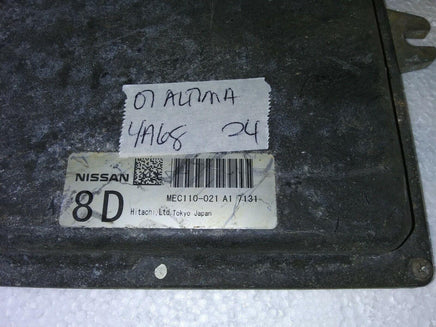 07 ALTIMA
4A68 24
NISSAN
8D
MEC110-021 A1 7131-
Hitachi,Ltd.Tokyo Japan